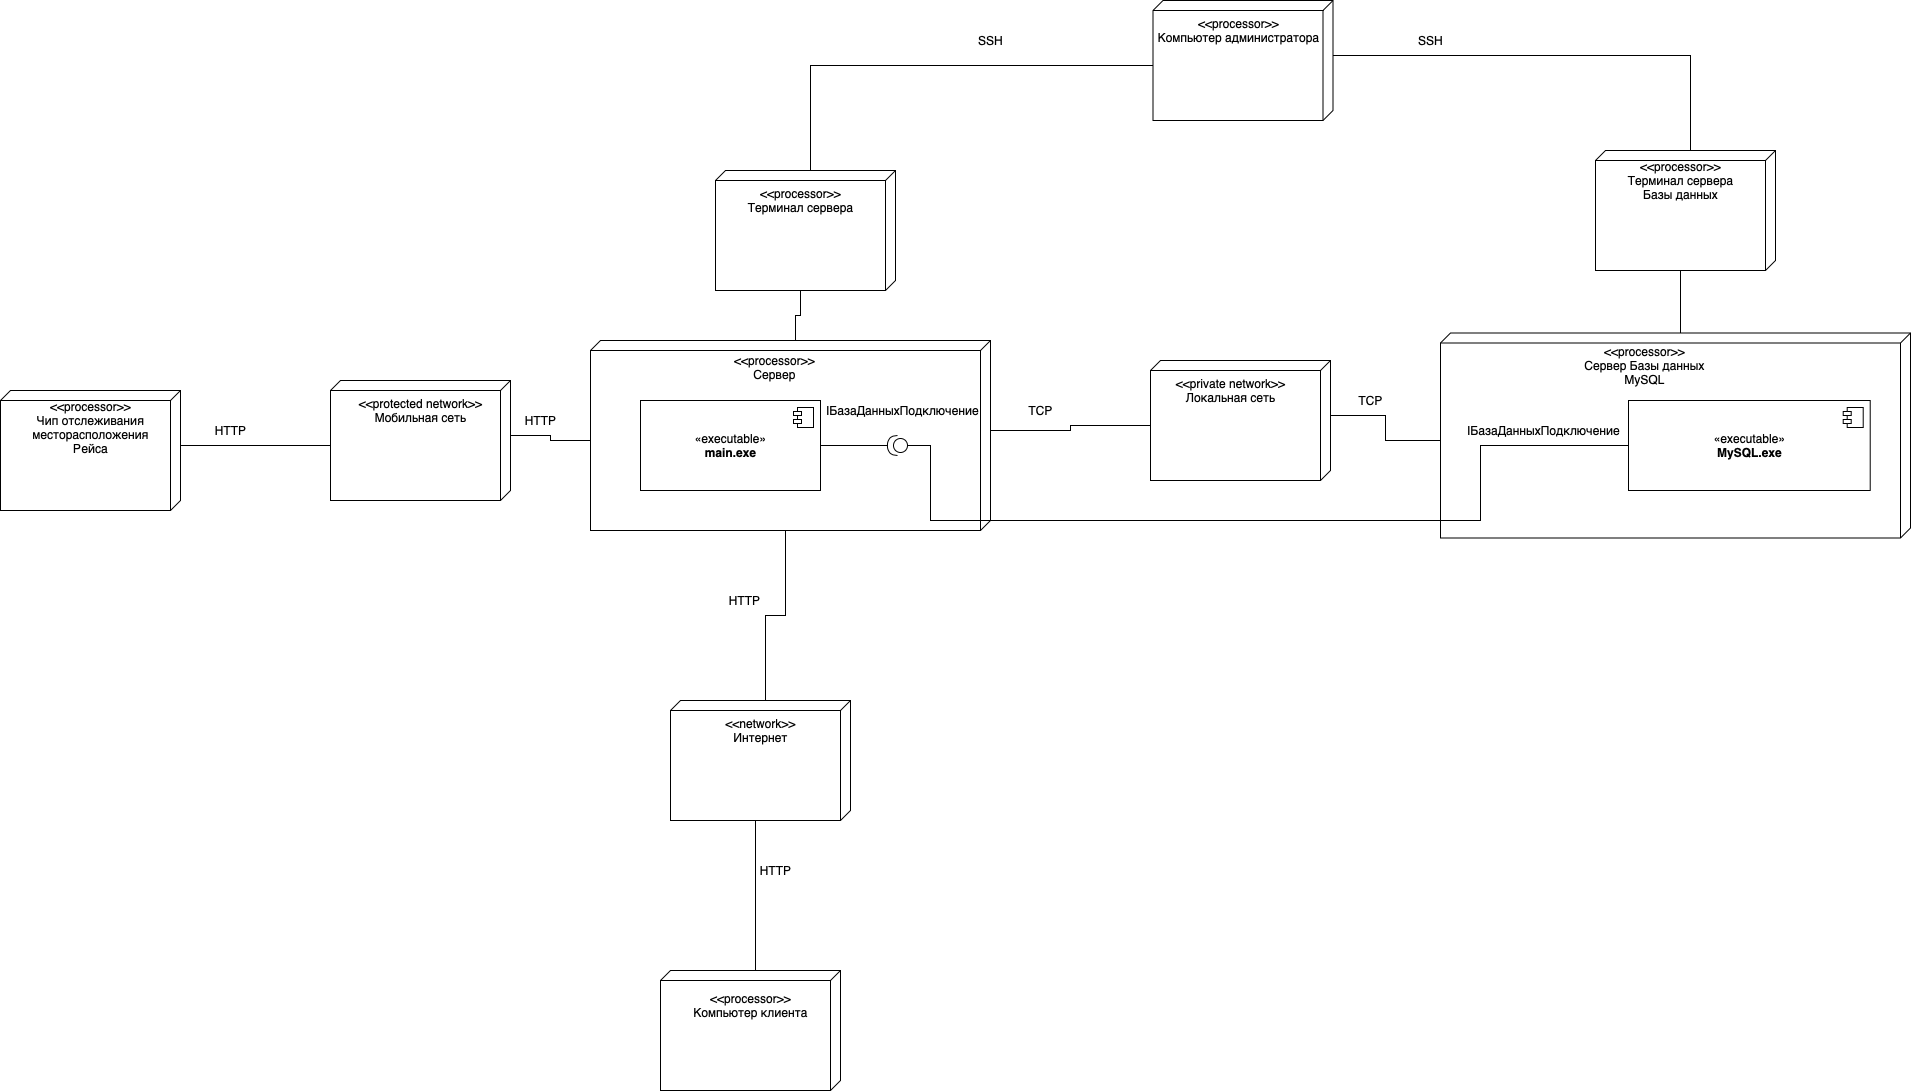 <<processor>>
Компьютер администратора
SSH
SSH
<<processor>>
Терминал сервера
<<processor>>
Терминал сервера
Базы данных
<<processor>>
Чип отслеживания
месторасположения
Рейса
HTTP
<<protected network>>
Мобильная сеть
HTTP
<<processor>>
Сервер
«executable»
main.exe
IБазаДанныхПодключение
TCP
<<private network>>
Локальная сеть
TCP
<<processor>>
Сервер Базы данных
MySQL
IБазаДанныхПодключение
«executable»
MySQL.exe
HTTP
<<network>>
Интернет
HTTP
<<processor>>
Компьютер клиента